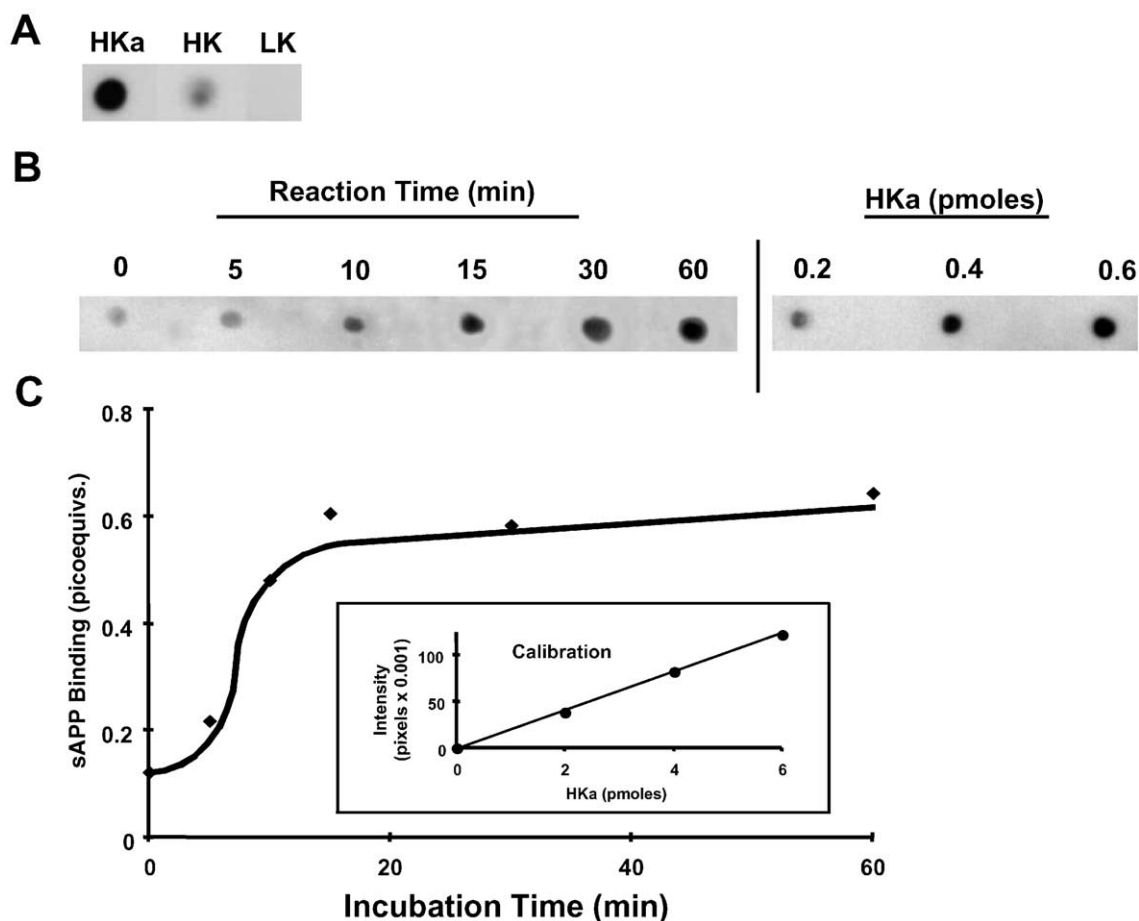 A
HKa HK LK
B
Reaction Time (min)
HKa (pmoles)
0 5 10 15 30 60
0.2 0.4 0.6
C
0.8
0.6
0.4
0.2
0
sAPP Binding (picoequivs.)
Calibration
Intensity
(pixels x 0.001)
100
50
0
0 2 4 6
HKa (pmoles)
0 20 40 60
Incubation Time (min)